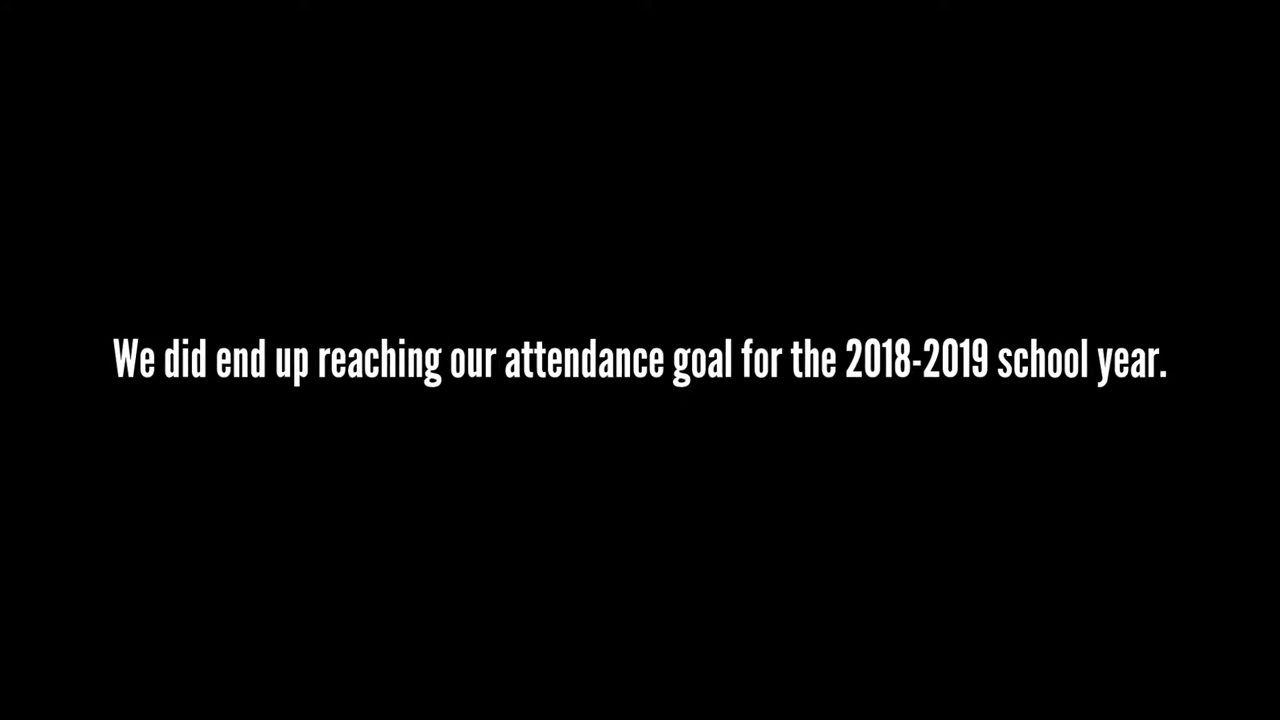 We did end up reaching our attendance goal for the 2018-2019 school year.